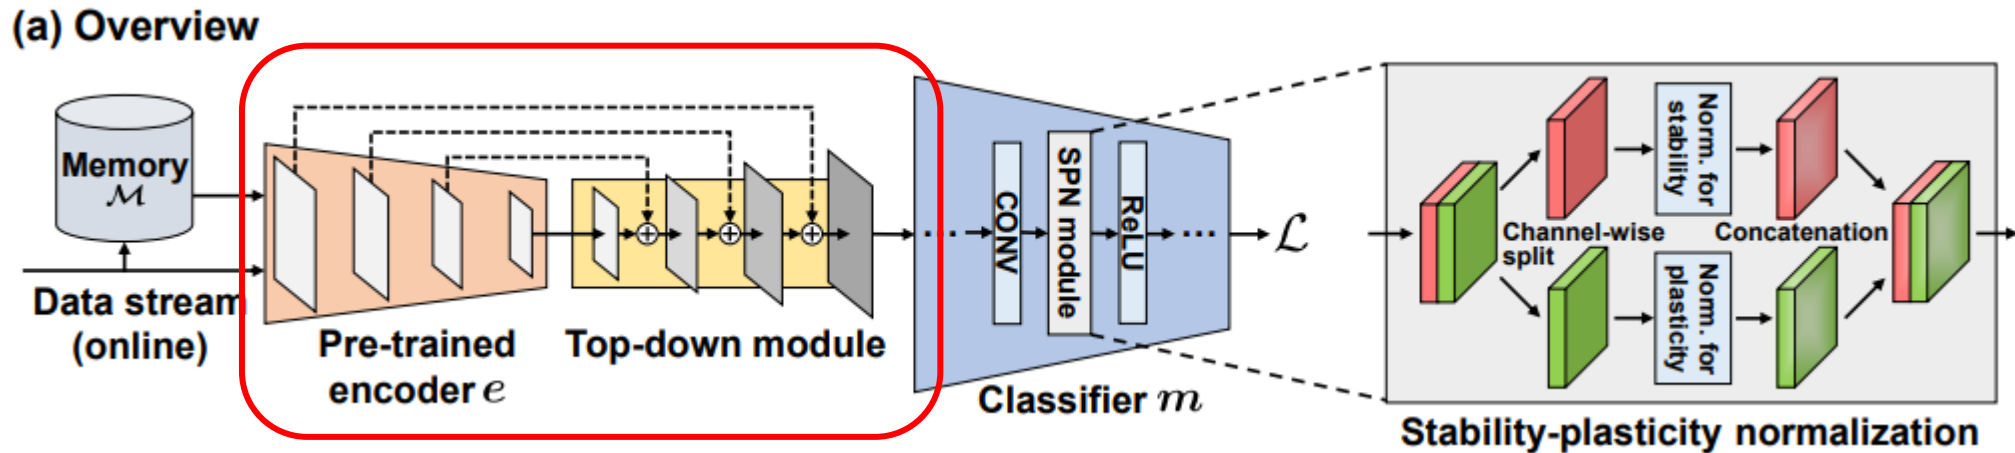 (a) Overview
Memory
ℳ
Data stream
(online)
Pre-trained
encoder e
Top-down module
...
CONV
SPN module
ReLU
...
Classifier m
ℒ
Channel-wise
split
Norm. for
stability
Norm. for
plasticity
Concatenation
Stability-plasticity normalization